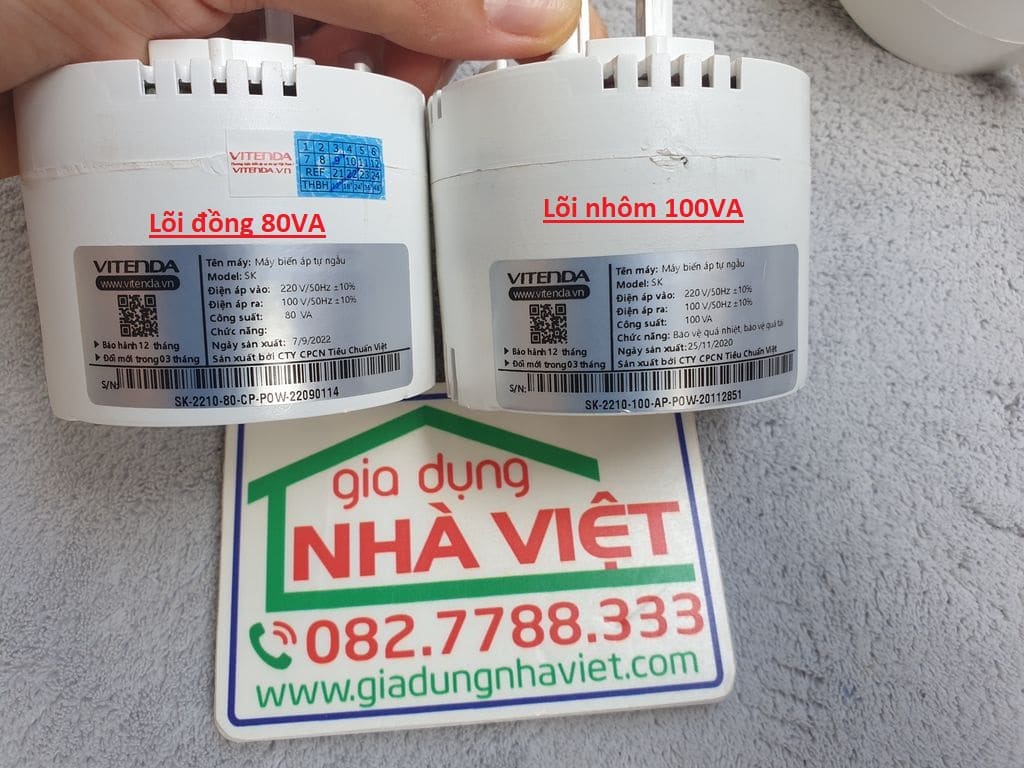 VITENDA
VITENDA.VN
1 2 3 4 5 6
7 8 9 10 11 12
REF 21 22 23 24
THBH
Lõi đồng 80VA
VITENDA
www.vitenda.vn
Bảo hành 12 tháng
Đổi mới trong 03 tháng
Tên máy: Máy biến áp tự ngẫu
Model: SK
Điện áp vào: 220 V/50Hz ±10%
Điện áp ra: 100 V/50Hz ±10%
Công suất: 80 VA
Chức năng:
Ngày sản xuất: 7/9/2022
Sản xuất bởi CTY CPCN Tiêu Chuẩn Việt
S/N:
SK-2210-80-CP-POW-22090114
Lõi nhôm 100VA
VITENDA
www.vitenda.vn
Bảo hành 12 tháng
Đổi mới trong 03 tháng
Tên máy: Máy biến áp tự ngẫu
Model: SK
Điện áp vào: 220 V/50Hz ±10%
Điện áp ra: 100 V/50Hz ±10%
Công suất: 100 VA
Chức năng: Bảo vệ quá nhiệt, bảo vệ quá tải
Ngày sản xuất: 25/11/2020
Sản xuất bởi CTY CPCN Tiêu Chuẩn Việt
S/N:
SK-2210-100-AP-POW-20112851
gia dụng
NHÀ VIỆT
082.7788.333
www.giadungnhaviet.com